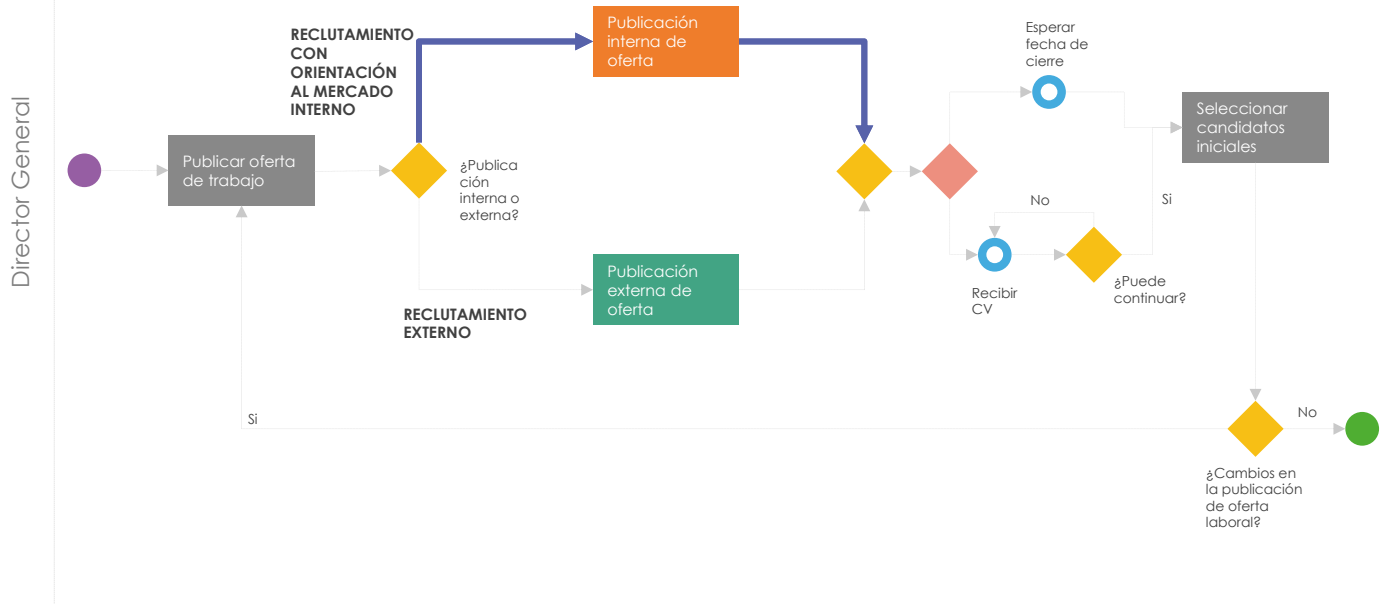 Director General
Publicar oferta
de trabajo
RECLUTAMIENTO
CON
ORIENTACIÓN
AL MERCADO
INTERNO
¿Publica
ción
interna o
externa?
Publicación
interna de
oferta
RECLUTAMIENTO
EXTERNO
Publicación
externa de
oferta
Esperar
fecha de
cierre
Recibir
CV
No
¿Puede
continuar?
Si
Seleccionar
candidatos
iniciales
Si
No
¿Cambios en
la publicación
de oferta
laboral?